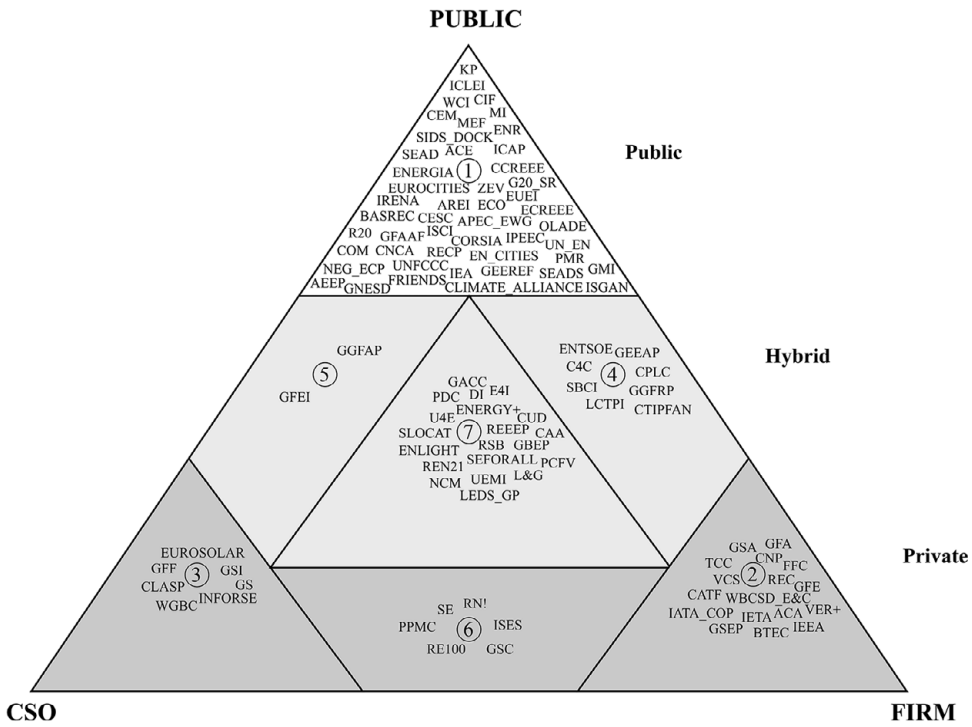 PUBLIC
KP
ICLEI
WCI CIF
CEM MEF MI
SIDS_DOCK ENR
SEAD ACE ICAP
ENERGIA 1 CCREEE
EUROCITIES ZEV G20_SR
IRENA AREI ECO EUEI
BASREC CESC APEC_EWG ECREEE
R20 GFAAF ISCI CORSIA IPEEC OLADE
COM CNCA RECP EN_CITIES UN_EN
PMR
NEG_ECP UNFCCC IEA GEEREF SEADS GMI
AEEP GNESD FRIENDS CLIMATE_ALLIANCE ISGAN
Public
GGFAP
5
GFEI
ENTSOE GEEAP
C4C 4 CPLC
SBCI GGFRP
LCTPI CTIPFAN
Hybrid
GACC
PDC DI E4I
ENERGY+
U4E CUD
SLOCAT 7 REEEP CAA
ENLIGHT RSB GBEP
REN21 SEFORALL PCFV
NCM UEMI L&G
LEDS_GP
EUROSOLAR
GFF 3 GSI
CLASP GS
WGBC INFORSE
SE RN!
PPMC 6 ISES
RE100 GSC
GSA GFA
TCC CNP FFC
VCS 2 REC GFE
CATF WBCSD_E&C
IATA_COP IETA ACA VER+
GSEP BTEC IEEA
Private
CSO
FIRM